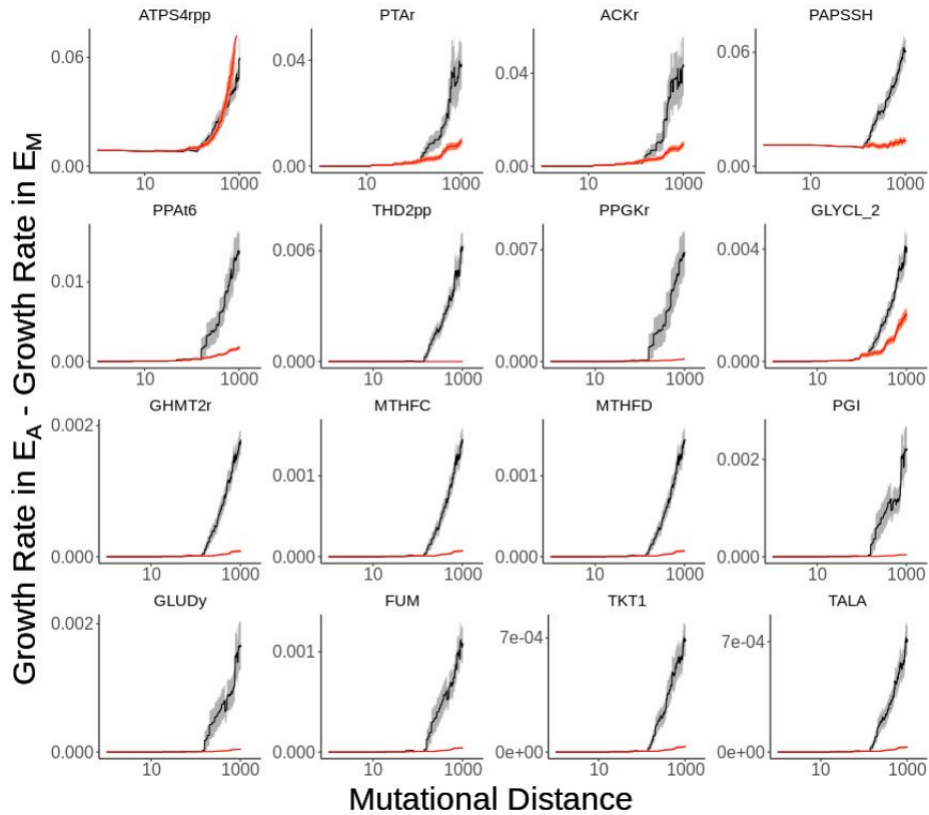 ATPS4rpp PTAr ACKr PAPSSH
0.06 0.04 0.04 0.06
0.00 0.00 0.00 0.00
10 1000 10 1000 10 1000 10 1000
PPAt6 THD2pp PPGKr GLYCL_2
0.01 0.006 0.007 0.004
0.00 0.000 0.000 0.000
10 1000 10 1000 10 1000 10 1000
GHMT2r MTHFC MTHFD PGI
0.002 0.001 0.001 0.002
0.000 0.000 0.000 0.000
10 1000 10 1000 10 1000 10 1000
GLUDy FUM TKT1 TALA
0.002 0.001 7e-04 7e-04
0.000 0.000 0e+00 0e+00
10 1000 10 1000 10 1000 10 1000
Growth Rate in E_A - Growth Rate in E_M
Mutational Distance